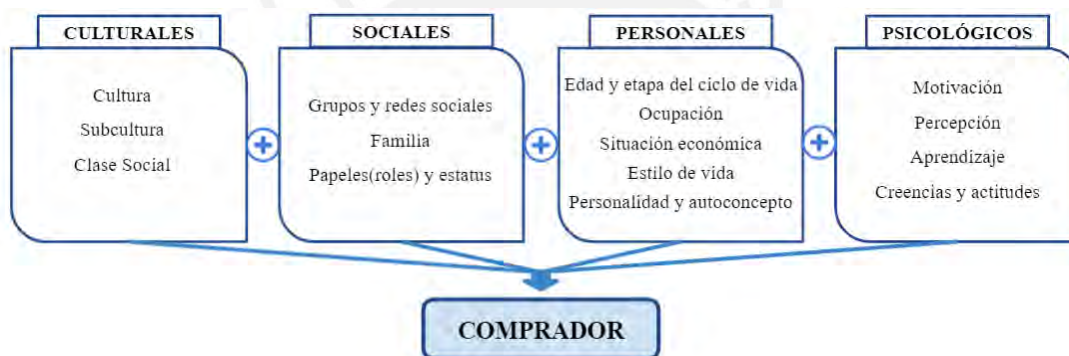 CULTURALES
Cultura
Subcultura
Clase Social
SOCIALES
Grupos y redes sociales
Familia
Papeles(roles) y estatus
PERSONALES
Edad y etapa del ciclo de vida
Ocupación
Situación económica
Estilo de vida
Personalidad y autoconcepto
PSICOLÓGICOS
Motivación
Percepción
Aprendizaje
Creencias y actitudes
COMPRADOR